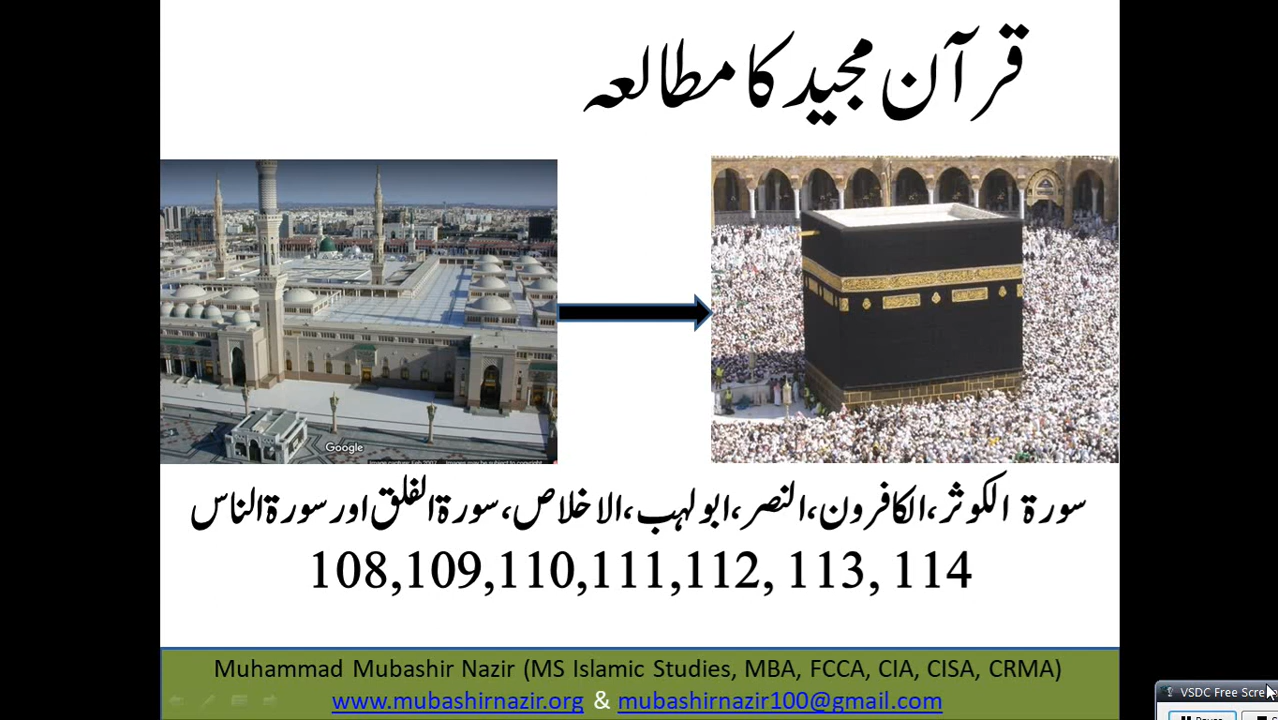 قرآن مجید کا مطالعہ
Google
سورۃ الکوثر، الکافرون، النصر، ابولہب، الاخلاص، سورۃ الفلق اور سورۃ الناس
108,109,110,111,112, 113, 114
Muhammad Mubashir Nazir (MS Islamic Studies, MBA, FCCA, CIA, CISA, CRMA)
www.mubashirnazir.org & mubashirnazir100@gmail.com
VSDC Free Scre